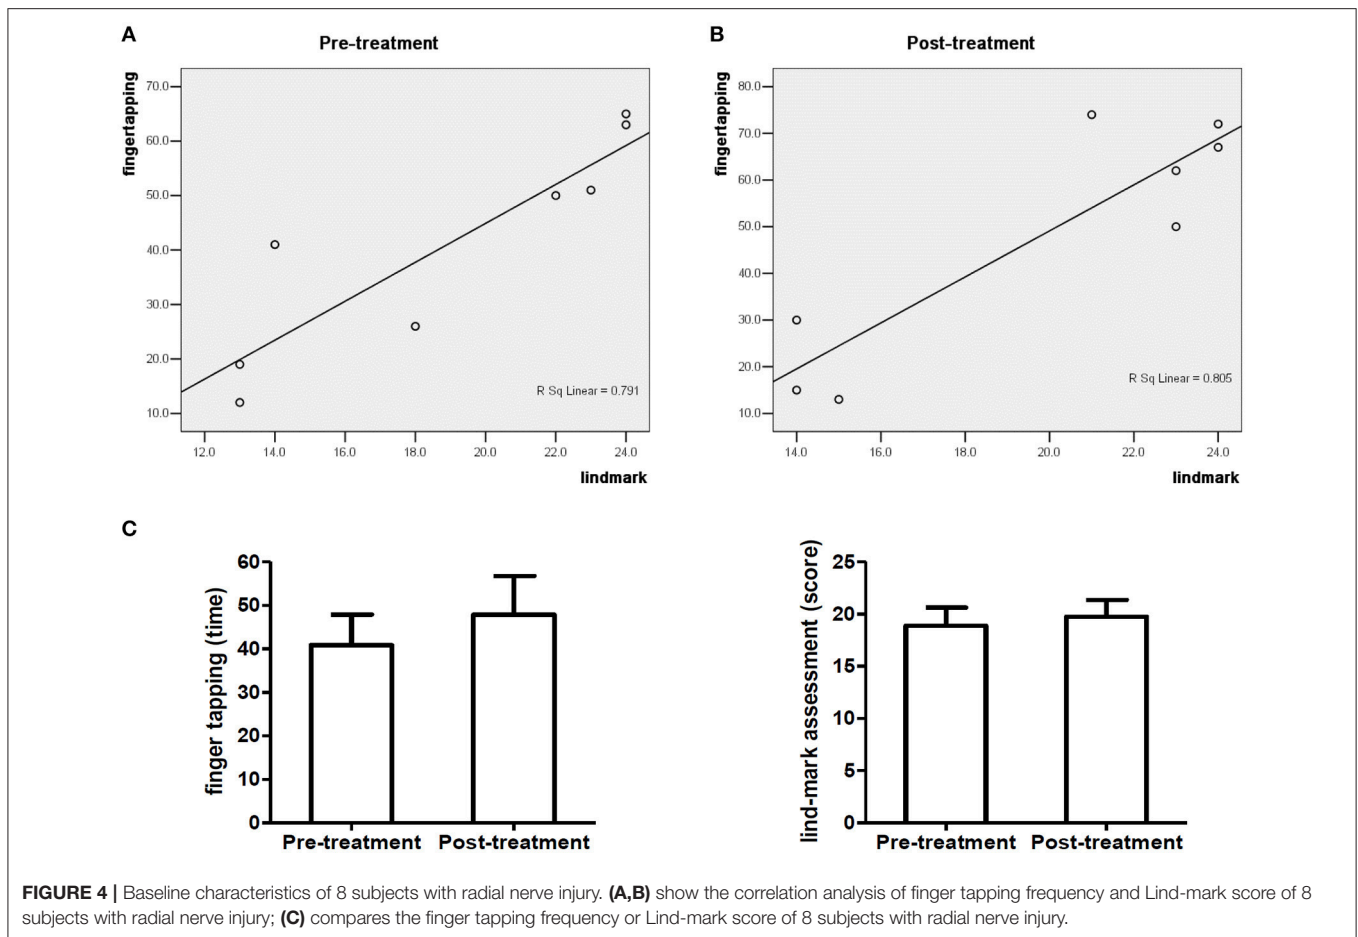 A
Pre-treatment
fingertapping
70.0
60.0
50.0
40.0
30.0
20.0
10.0
R Sq Linear = 0.791
12.0 14.0 16.0 18.0 20.0 22.0 24.0
lindmark
B
Post-treatment
fingertapping
80.0
70.0
60.0
50.0
40.0
30.0
20.0
10.0
R Sq Linear = 0.805
14.0 16.0 18.0 20.0 22.0 24.0
lindmark
C
finger tapping (time)
60
50
40
30
20
10
0
Pre-treatment Post-treatment
lind-mark assessment (score)
25
20
15
10
5
0
Pre-treatment Post-treatment
FIGURE 4 | Baseline characteristics of 8 subjects with radial nerve injury. (A,B) show the correlation analysis of finger tapping frequency and Lind-mark score of 8
subjects with radial nerve injury; (C) compares the finger tapping frequency or Lind-mark score of 8 subjects with radial nerve injury.